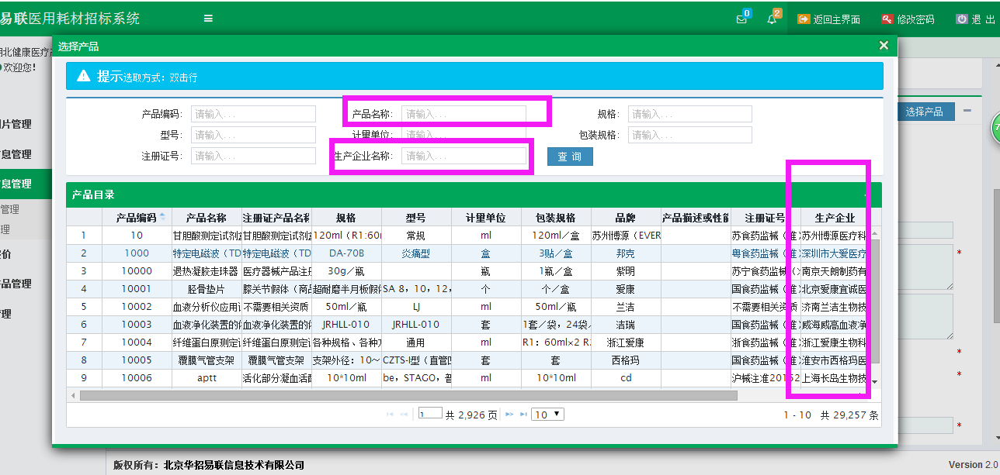 易联医用耗材招标系统
0
2
返回主界面
修改密码
退 出
欢迎您!
选择产品
提示选取方式：双击行
产品编码： 请输入... 产品名称： 请输入... 规格： 请输入...
型号： 请输入... 计量单位： 请输入... 包装规格： 请输入...
注册证号： 请输入... 生产企业名称： 请输入... 查 询
选择产品
片管理
息管理
息管理
管理
理
价
品管理
理
产品目录
产品编码 产品名称 注册证产品名称 规格 型号 计量单位 包装规格 品牌 产品描述或性能 注册证号 生产企业
1 10 甘胆酸测定试剂盒 甘胆酸测定试剂盒 120ml（R1:60m 常规 ml 120ml／盒 苏州博源（EVER 苏食药监械（准） 苏州博源医疗科
2 1000 特定电磁波（TD 特定电磁波（TD DA-70B 炎痛型 盒 3贴／盒 邦克 粤食药监械（准） 深圳市大爱医疗
3 10000 退热凝胶走珠器 医疗器械产品注册 30g／瓶 瓶 1瓶／盒 紫明 苏宁食药监械（ 南京天朗制药有
4 10001 胫骨垫片 膝关节假体（商品 超耐磨半月板假体 SA 8，10，12， 个 个／盒 爱康 国食药监械（准） 北京爱康宜诚医
5 10002 血液分析仪应用试 不需要相关资质 50ml／瓶 LJ ml 50ml／瓶 兰洁 不需要相关资质 济南兰洁生物技
6 10003 血液净化装置的体 血液净化装置的体 JRHLL-010 JRHLL-010 套 1套／袋，24袋／ 洁瑞 国食药监械（准） 威海威高血液净
7 10004 纤维蛋白原测定试 纤维蛋白原测定试 各种规格、各种方 通用 ml R1：60ml×2 R2 浙江爱康 浙食药监械（准） 浙江爱康生物科
8 10005 覆膜气管支架 覆膜气管支架 支架外径：10～ CZTS-I型（直管四 套 套 西格玛 国食药监械（准） 淮安市西格玛医
9 10006 aptt 活化部分凝血活酶 10*10ml be，STAGO，普 ml 10*10ml cd 沪械注准20152 上海长岛生物技
1 共 2,926 页 10 1 - 10 共 29,257 条
版权所有：北京华招易联信息技术有限公司
Version 2.0